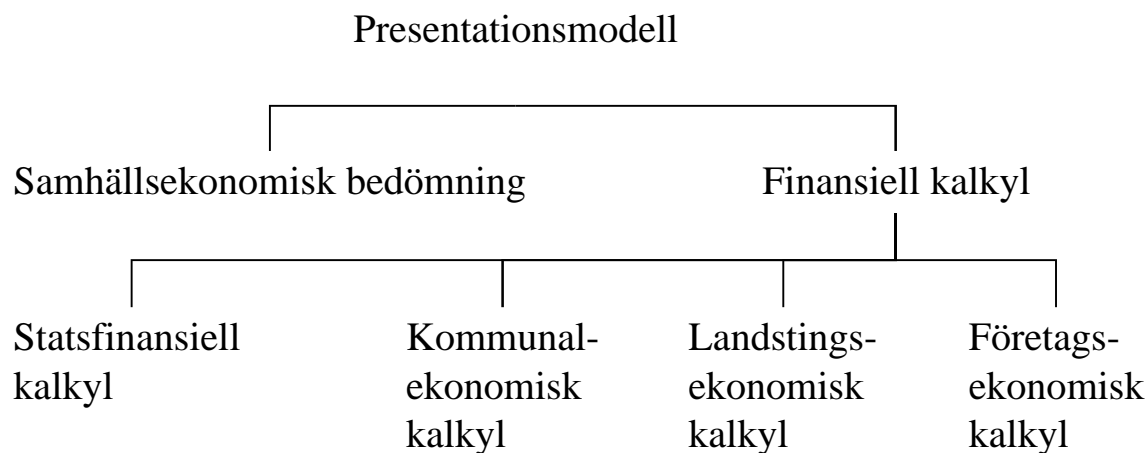 Presentationsmodell
Samhällsekonomisk bedömning
Finansiell kalkyl
Statsfinansiell
kalkyl
Kommunal-
ekonomisk
kalkyl
Landstings-
ekonomisk
kalkyl
Företags-
ekonomisk
kalkyl